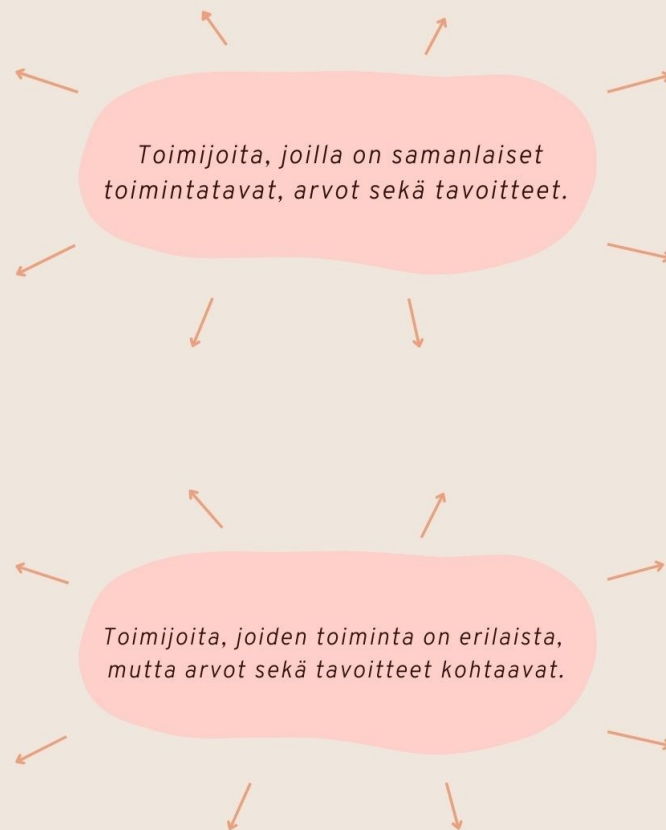 Toimijoita, joilla on samanlaiset
toimintatavat, arvot sekä tavoitteet.
Toimijoita, joiden toiminta on erilaista,
mutta arvot sekä tavoitteet kohtaavat.